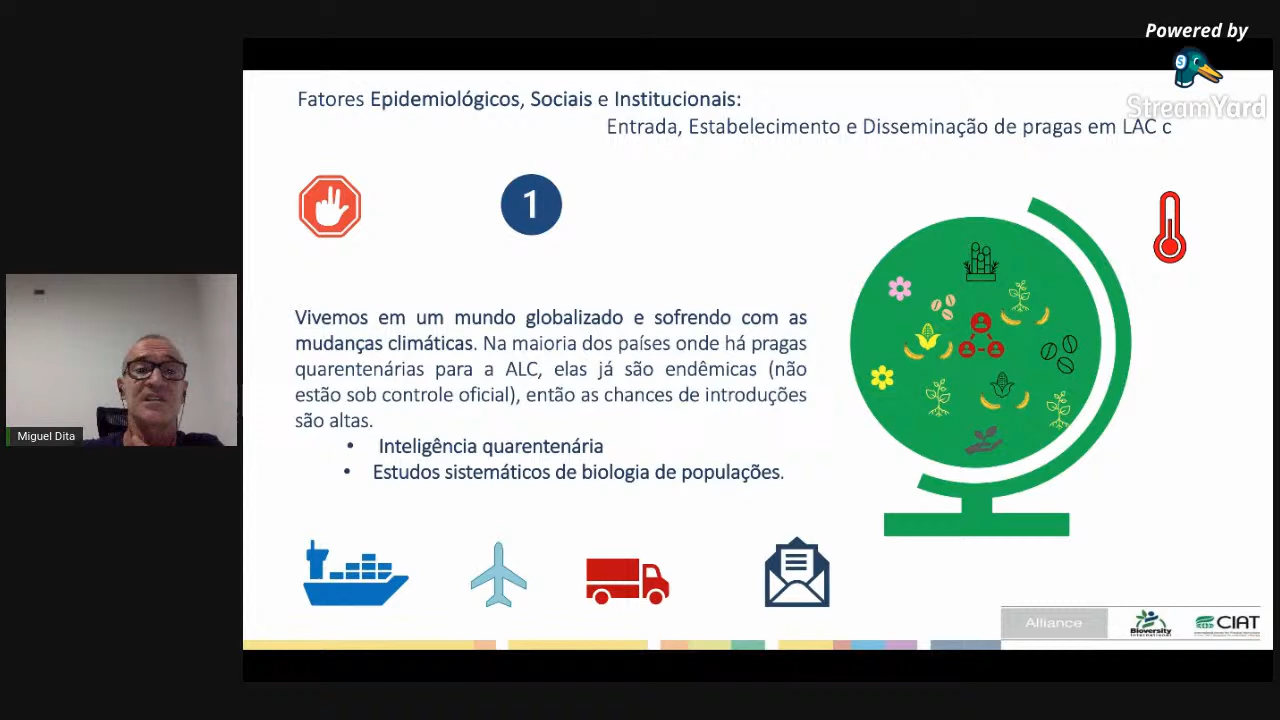 Powered by
StreamYard
Fatores Epidemiológicos, Sociais e Institucionais:
Entrada, Estabelecimento e Disseminação de pragas em LAC c
1
Vivemos em um mundo globalizado e sofrendo com as
mudanças climáticas. Na maioria dos países onde há pragas
quarentenárias para a ALC, elas já são endêmicas (não
estão sob controle oficial), então as chances de introduções
são altas.
• Inteligência quarentenária
• Estudos sistemáticos de biologia de populações.
Miguel Dita
Alliance
Bioversity
International
CIAT